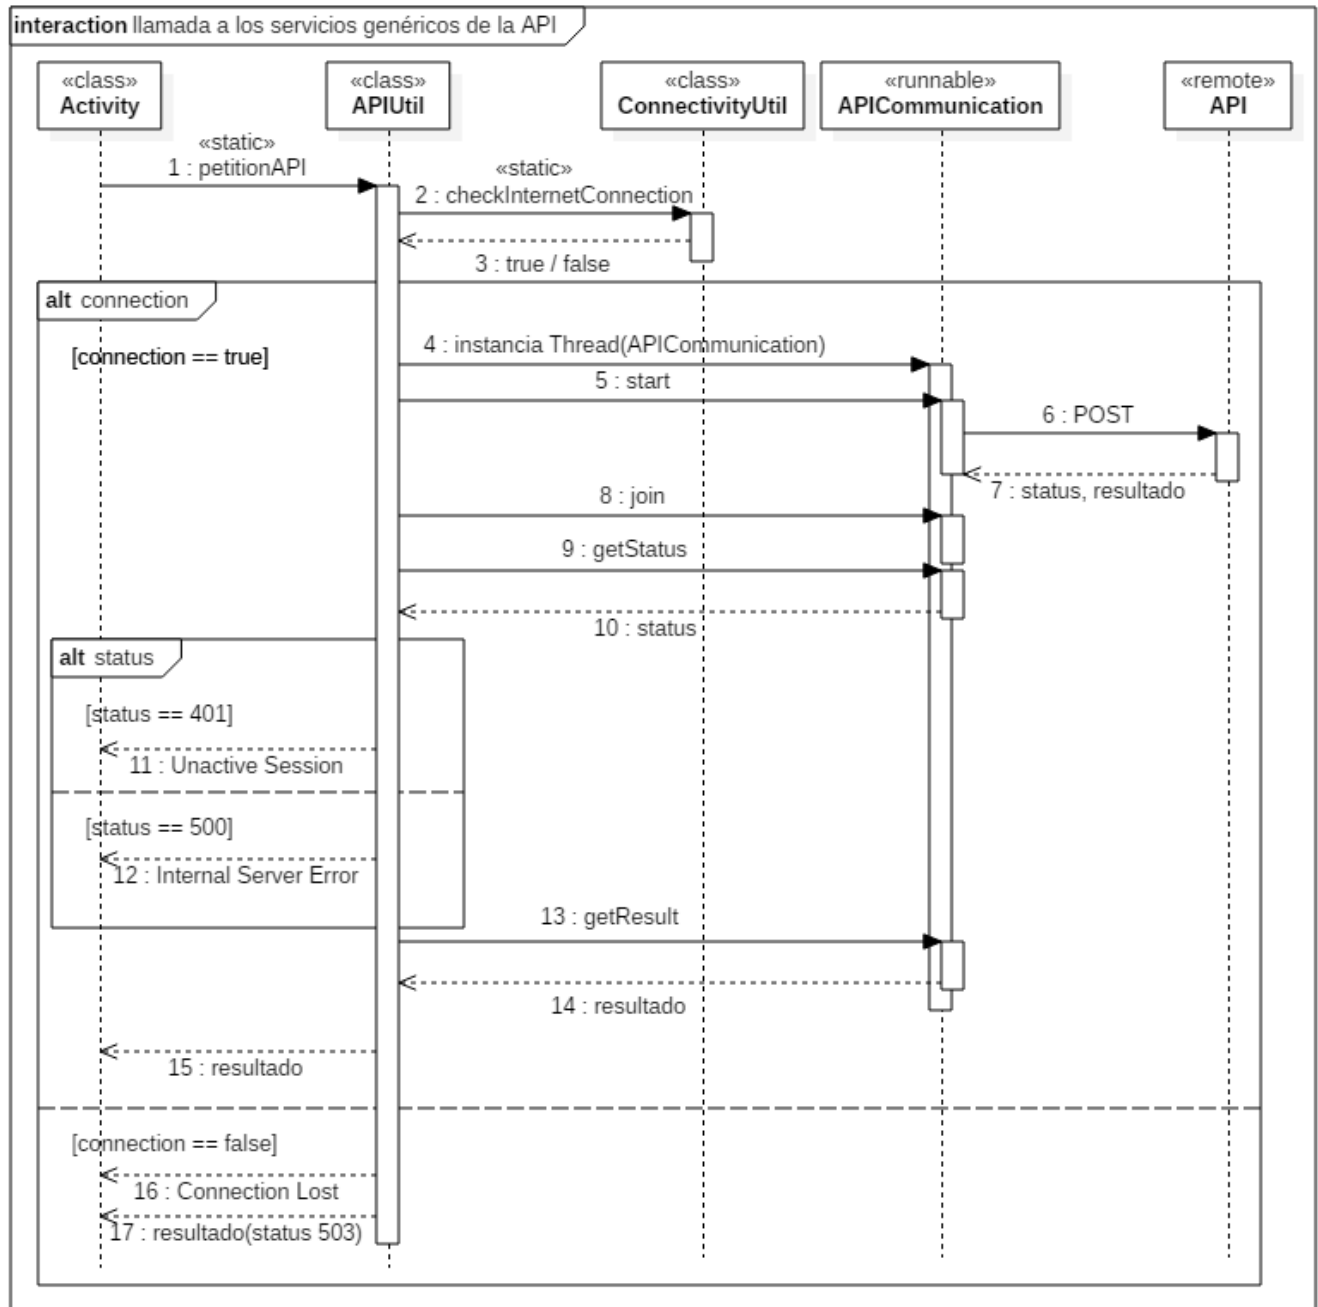 interaction llamada a los servicios genéricos de la API
«class»
Activity
«class»
APIUtil
«class»
ConnectivityUtil
«runnable»
APICommunication
«remote»
API
«static»
1 : petitionAPI
«static»
2 : checkInternetConnection
3 : true / false
alt connection
[connection == true]
4 : instancia Thread(APICommunication)
5 : start
6 : POST
7 : status, resultado
8 : join
9 : getStatus
10 : status
alt status
[status == 401]
11 : Unactive Session
[status == 500]
12 : Internal Server Error
13 : getResult
14 : resultado
15 : resultado
[connection == false]
16 : Connection Lost
17 : resultado(status 503)